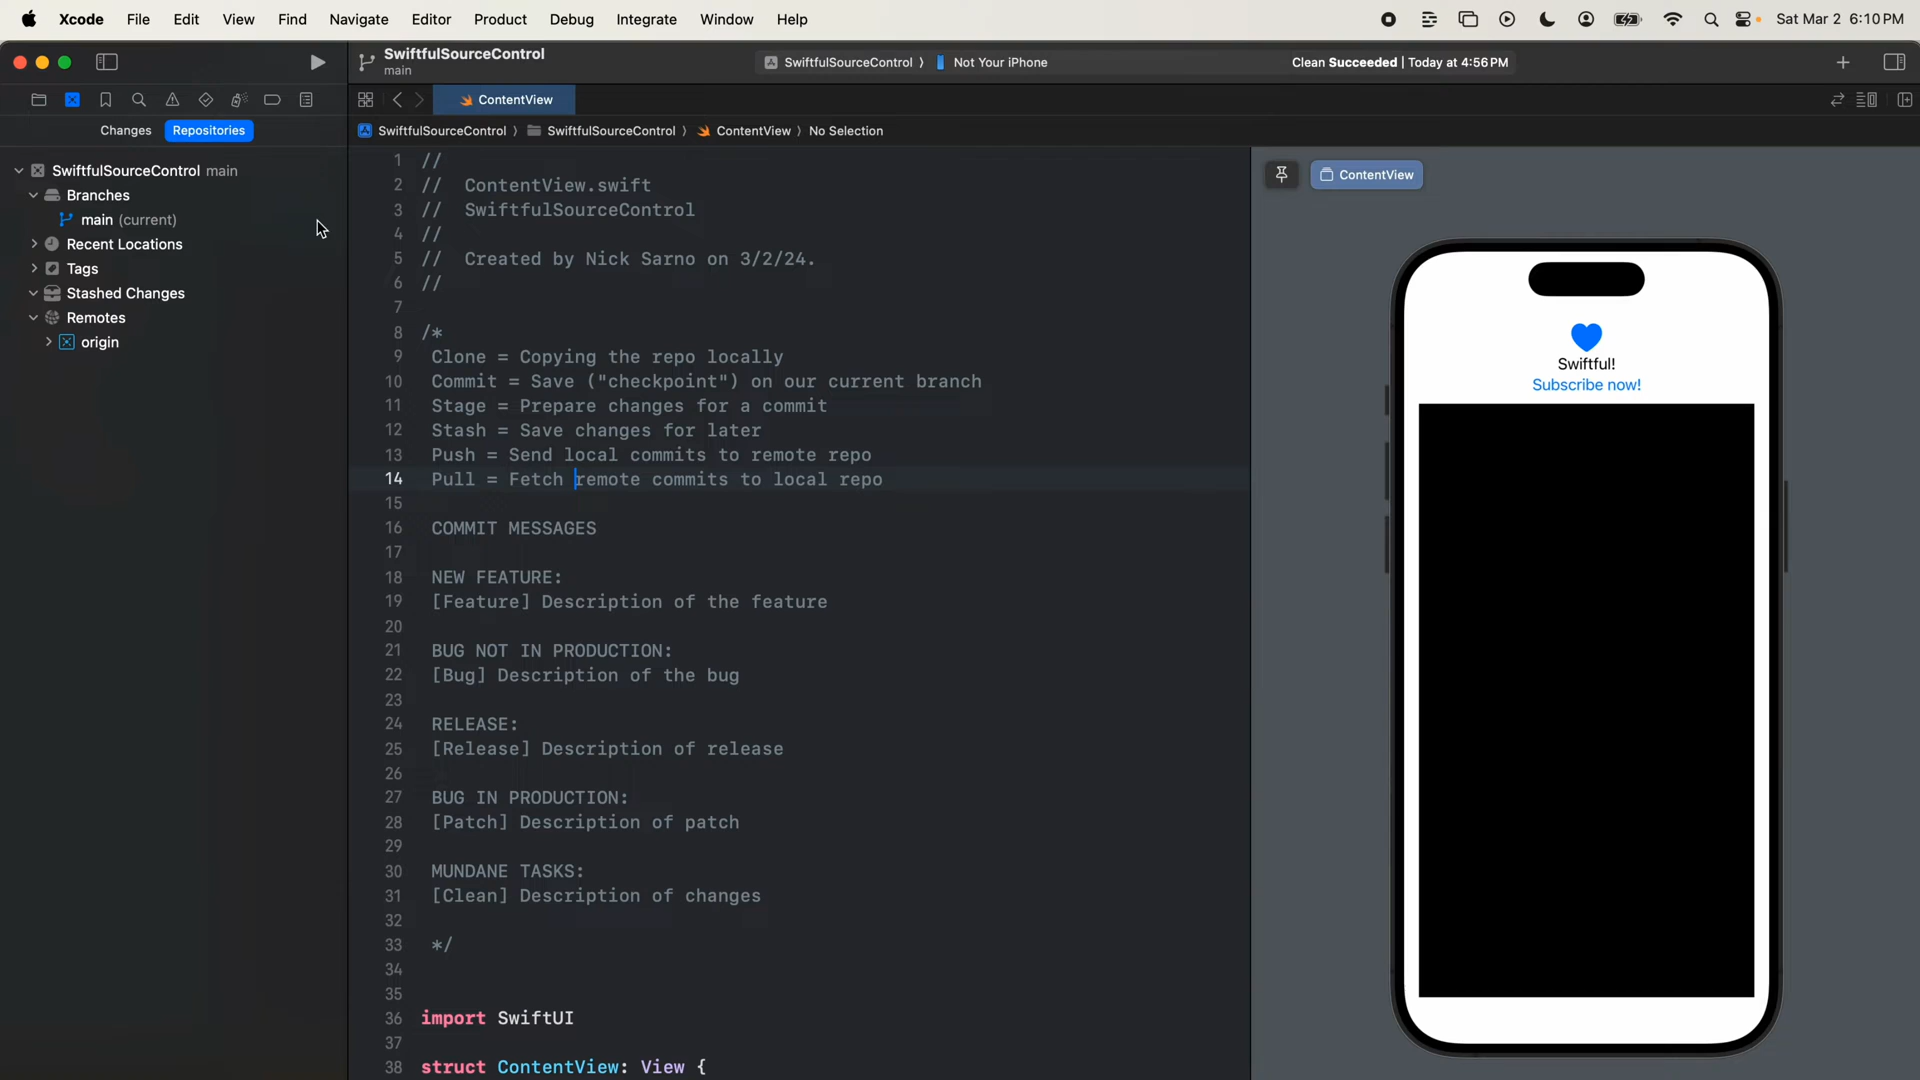 Xcode File Edit View Find Navigate Editor Product Debug Integrate Window Help Sat Mar 2 6:10 PM
SwiftfulSourceControl
main
SwiftfulSourceControl 〉 Not Your iPhone
Clean Succeeded | Today at 4:56 PM
ContentView
Changes Repositories
SwiftfulSourceControl 〉 SwiftfulSourceControl 〉 ContentView 〉 No Selection
SwiftfulSourceControl main
Branches
main (current)
Recent Locations
Tags
Stashed Changes
Remotes
origin
1 //
2 // ContentView.swift
3 // SwiftfulSourceControl
4 //
5 // Created by Nick Sarno on 3/2/24.
6 //
7
8 /*
9 Clone = Copying the repo locally
10 Commit = Save ("checkpoint") on our current branch
11 Stage = Prepare changes for a commit
12 Stash = Save changes for later
13 Push = Send local commits to remote repo
14 Pull = Fetch remote commits to local repo
15
16 COMMIT MESSAGES
17
18 NEW FEATURE:
19 [Feature] Description of the feature
20
21 BUG NOT IN PRODUCTION:
22 [Bug] Description of the bug
23
24 RELEASE:
25 [Release] Description of release
26
27 BUG IN PRODUCTION:
28 [Patch] Description of patch
29
30 MUNDANE TASKS:
31 [Clean] Description of changes
32
33 */
34
35
36 import SwiftUI
37
38 struct ContentView: View {
ContentView
Swiftful!
Subscribe now!